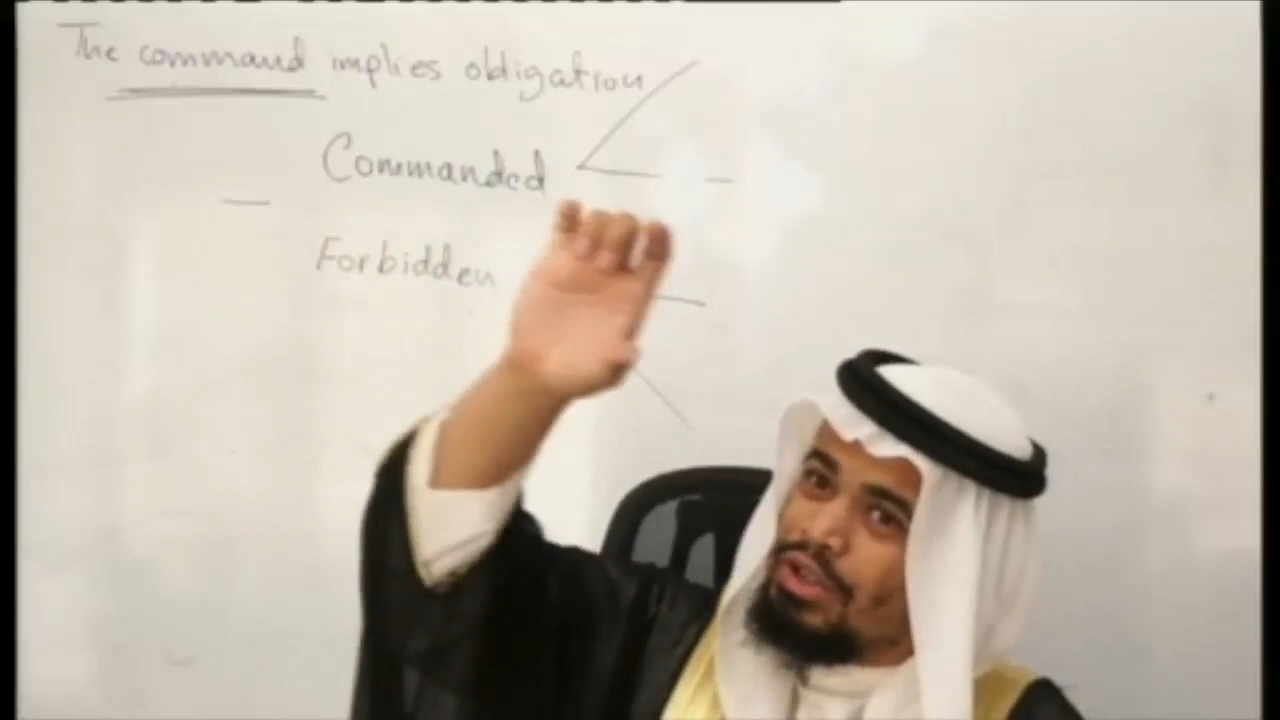 The command implies obligation
Commanded
Forbidden